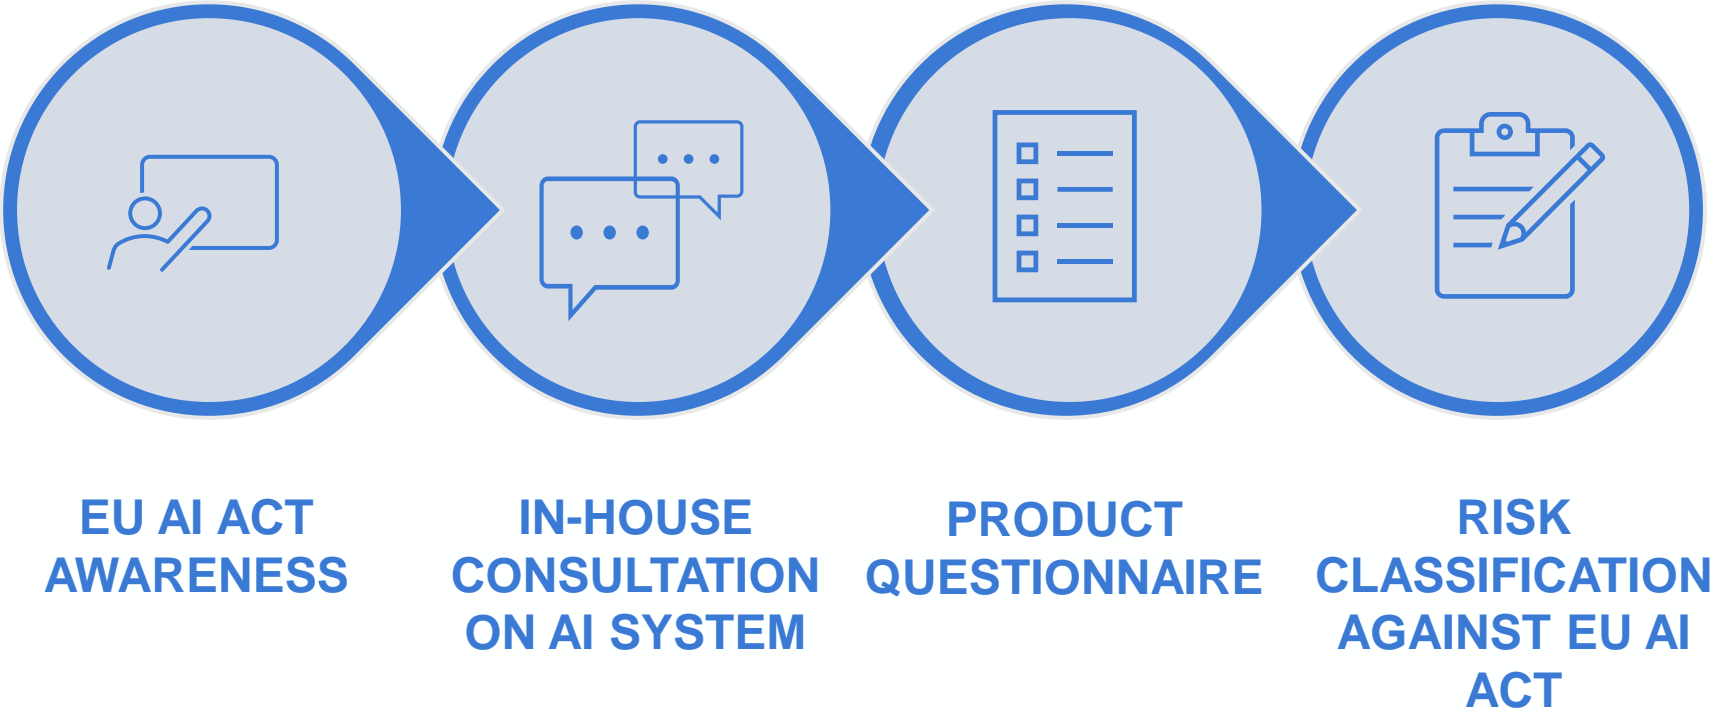 EU AI ACT
AWARENESS
IN-HOUSE
CONSULTATION
ON AI SYSTEM
PRODUCT
QUESTIONNAIRE
RISK
CLASSIFICATION
AGAINST EU AI
ACT